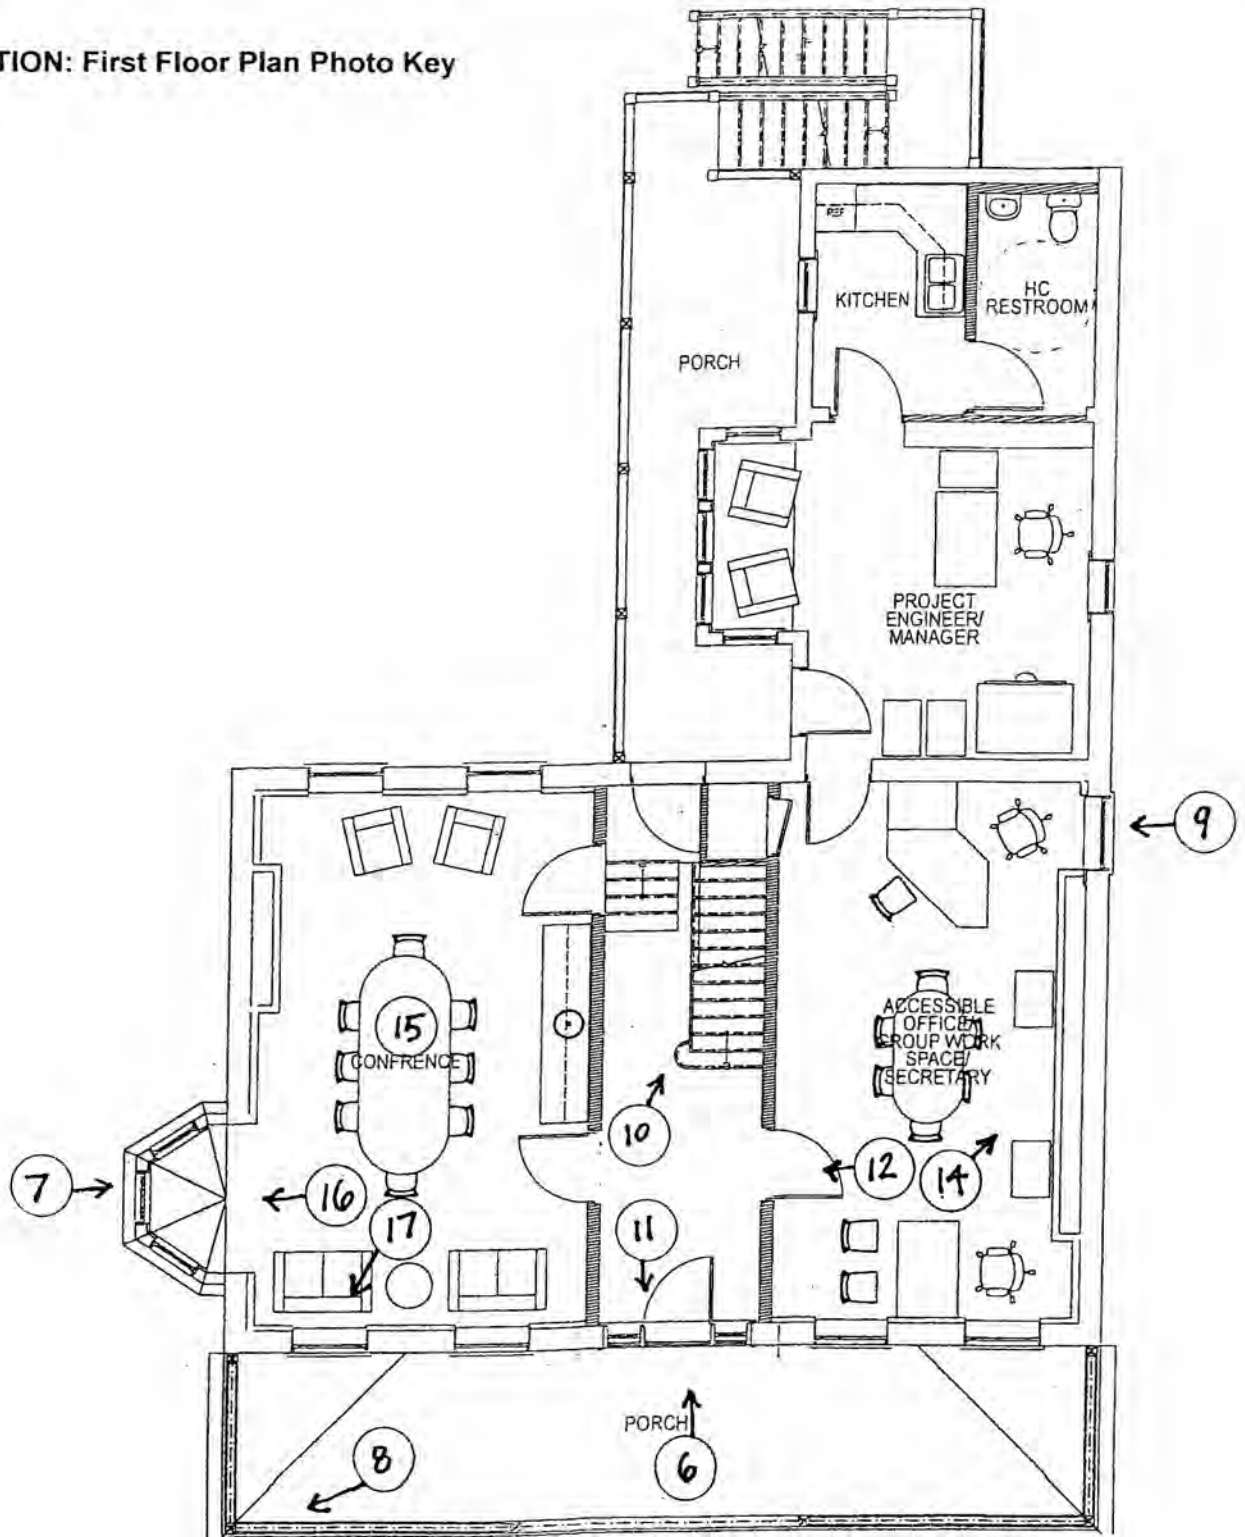 TION: First Floor Plan Photo Key
REF
KITCHEN
HC
RESTROOM
PORCH
PROJECT
ENGINEER/
MANAGER
9
ACCESSIBLE
OFFICE/
GROUP WORK
SPACE/
SECRETARY
15
CONFRENCE
10
12
14
7
16
17
11
PORCH
8
6